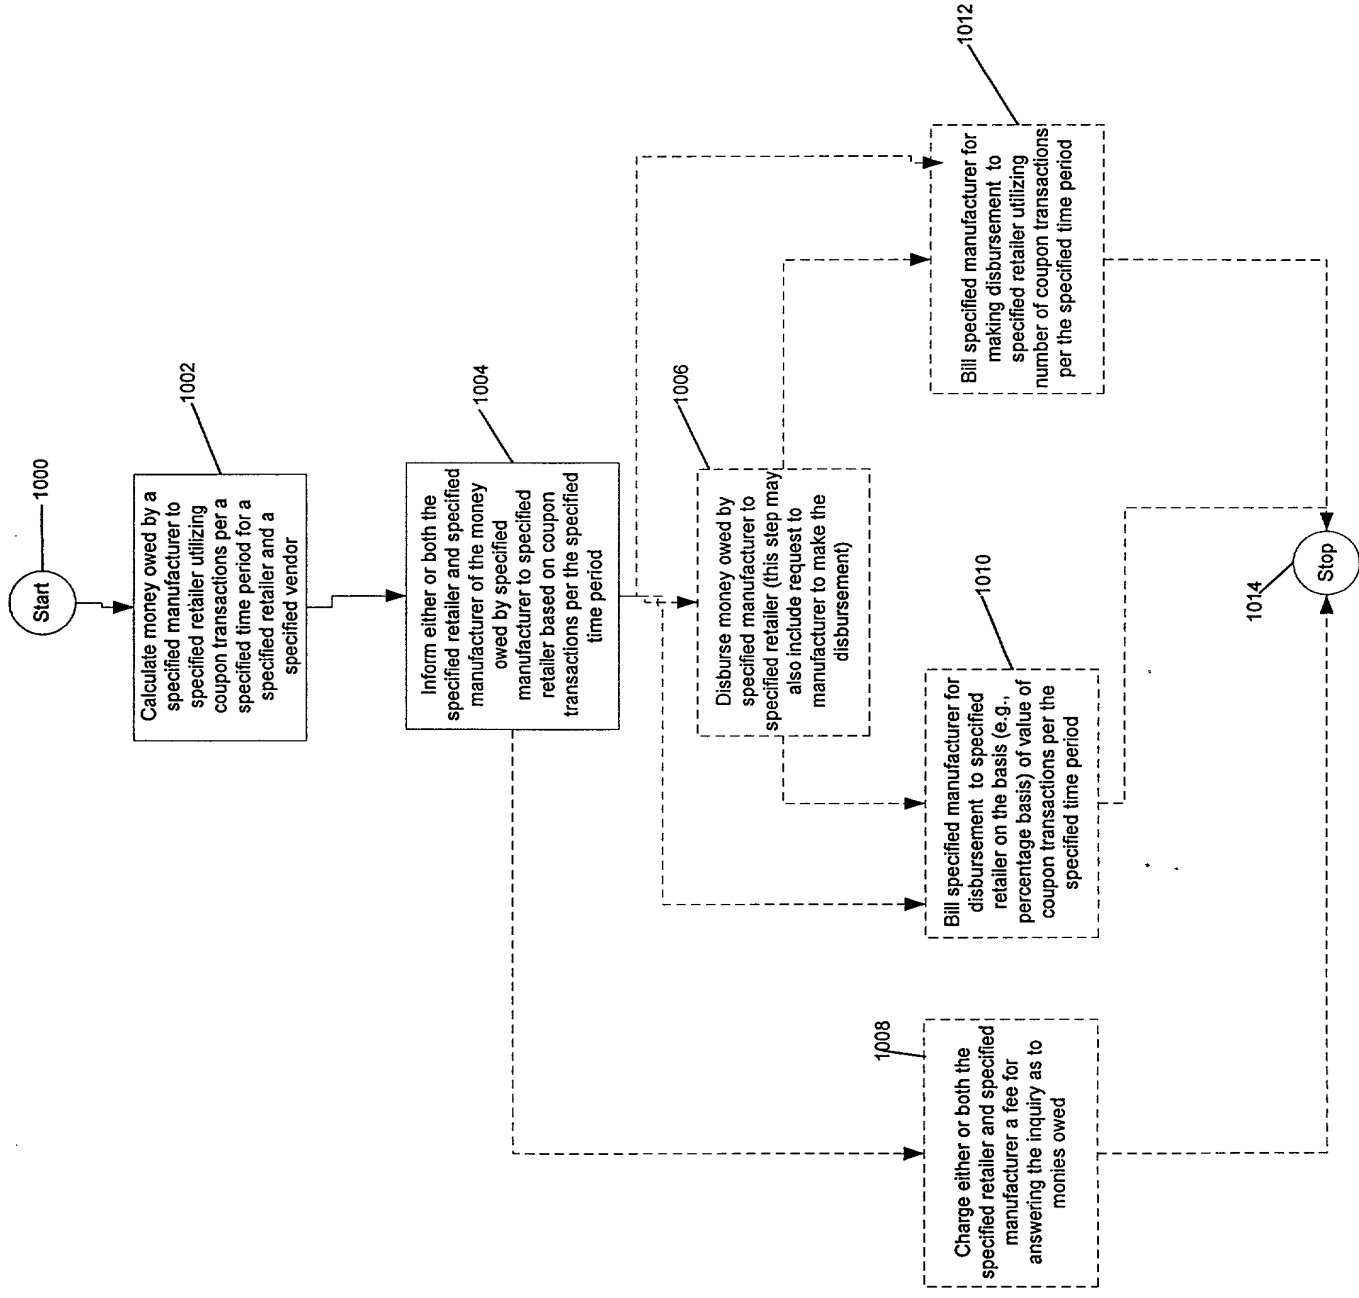 Start
1000
Calculate money owed by a
specified manufacturer to
specified retailer utilizing
coupon transactions per a
specified time period for a
specified retailer and a
specified vendor
1002
Inform either or both the
specified retailer and specified
manufacturer of the money
owed by specified
manufacturer to specified
retailer based on coupon
transactions per the specified
time period
1004
Disburse money owed by
specified manufacturer to
specified retailer (this step may
also include request to
manufacturer to make the
disbursement)
1006
Charge either or both the
specified retailer and specified
manufacturer a fee for
answering the inquiry as to
monies owed
1008
Bill specified manufacturer for
disbursement to specified
retailer on the basis (e.g.,
percentage basis) of value of
coupon transactions per the
specified time period
1010
Bill specified manufacturer for
making disbursement to
specified retailer utilizing
number of coupon transactions
per the specified time period
1012
1014
Stop